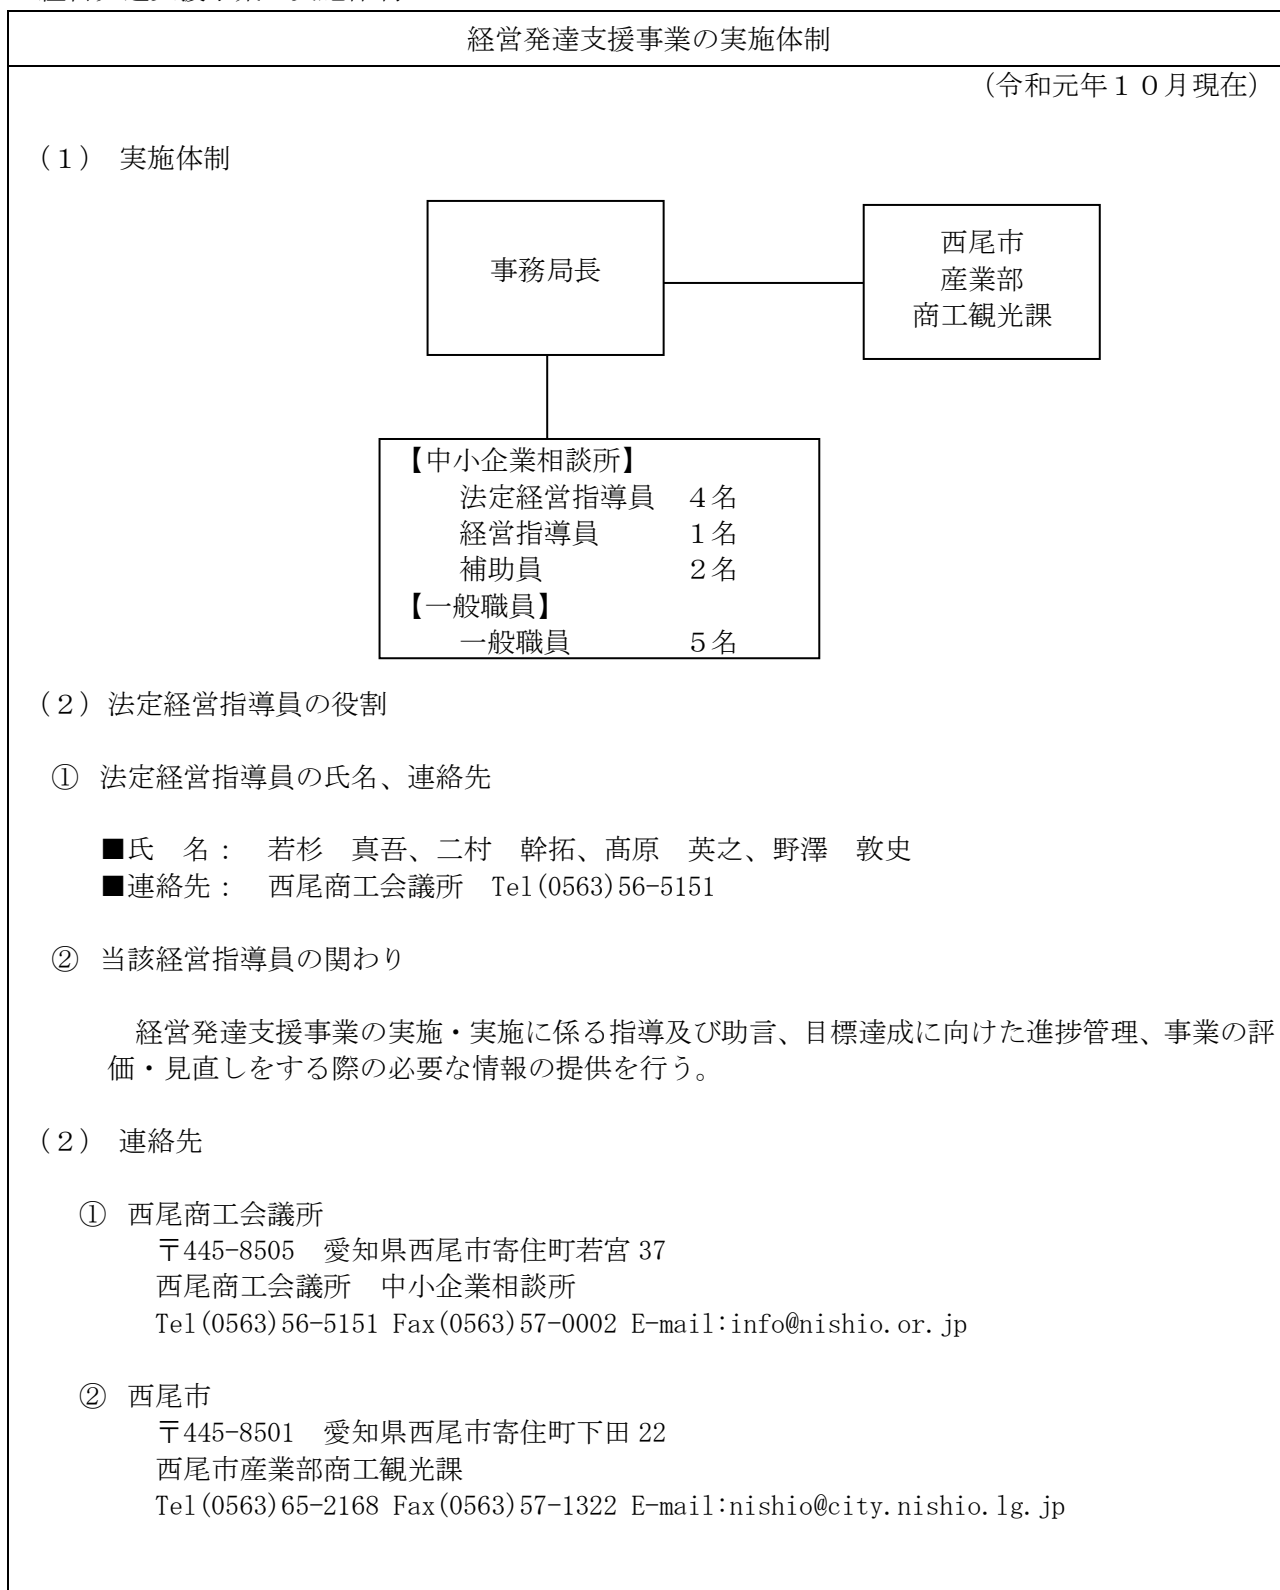 経営発達支援事業の実施体制
（令和元年１０月現在）
（１）　実施体制
事務局長
西尾市
産業部
商工観光課
【中小企業相談所】
法定経営指導員　４名
経営指導員　　　１名
補助員　　　　　２名
【一般職員】
一般職員　　　　５名
（２）法定経営指導員の役割
①　法定経営指導員の氏名、連絡先
■氏　名：　若杉　真吾、二村　幹拓、髙原　英之、野澤　敦史
■連絡先：　西尾商工会議所　Tel(0563)56-5151
②　当該経営指導員の関わり
経営発達支援事業の実施・実施に係る指導及び助言、目標達成に向けた進捗管理、事業の評
価・見直しをする際の必要な情報の提供を行う。
（２）　連絡先
①　西尾商工会議所
〒445-8505　愛知県西尾市寄住町若宮 37
西尾商工会議所　中小企業相談所
Tel(0563)56-5151 Fax(0563)57-0002 E-mail:info@nishio.or.jp
②　西尾市
〒445-8501　愛知県西尾市寄住町下田 22
西尾市産業部商工観光課
Tel(0563)65-2168 Fax(0563)57-1322 E-mail:nishio@city.nishio.lg.jp